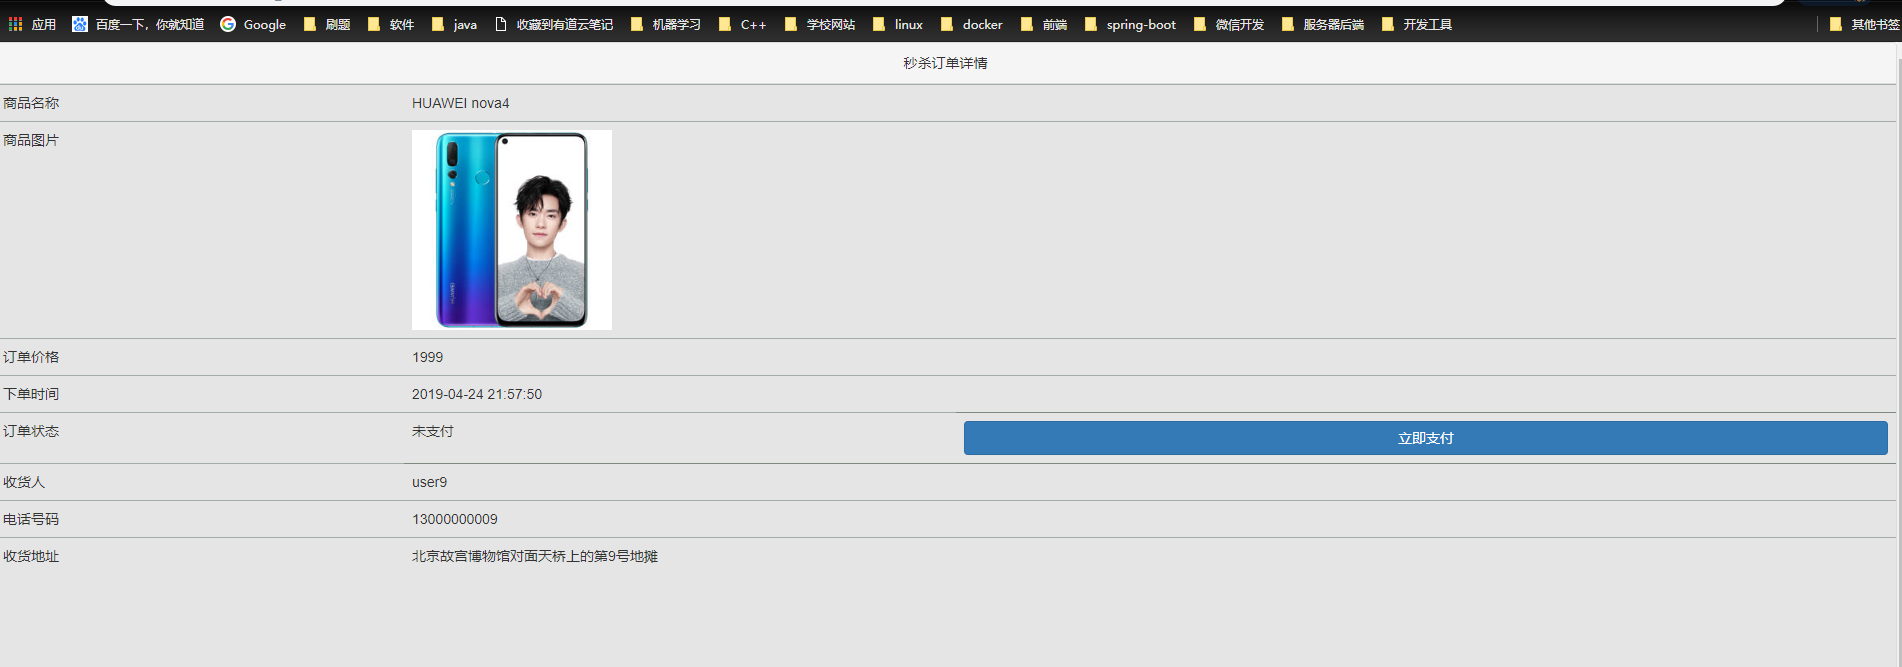 应用 百度一下，你就知道 Google 刷题 软件 java 收藏到有道云笔记 机器学习 C++ 学校网站 linux docker 前端 spring-boot 微信开发 服务器后端 开发工具 其他书签
秒杀订单详情
商品名称 HUAWEI nova4
商品图片
订单价格 1999
下单时间 2019-04-24 21:57:50
订单状态 未支付 立即支付
收货人 user9
电话号码 13000000009
收货地址 北京故宫博物馆对面天桥上的第9号地摊